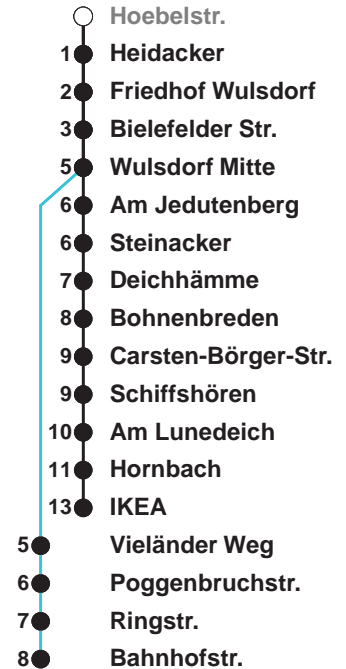 Hoebelstr.
1 Heidacker
2 Friedhof Wulsdorf
3 Bielefelder Str.
5 Wulsdorf Mitte
6 Am Jedutenberg
6 Steinacker
7 Deichhämme
8 Bohnenbreden
9 Carsten-Börger-Str.
9 Schiffshören
10 Am Lunedeich
11 Hornbach
13 IKEA
5 Vieländer Weg
6 Poggenbruchstr.
7 Ringstr.
8 Bahnhofstr.